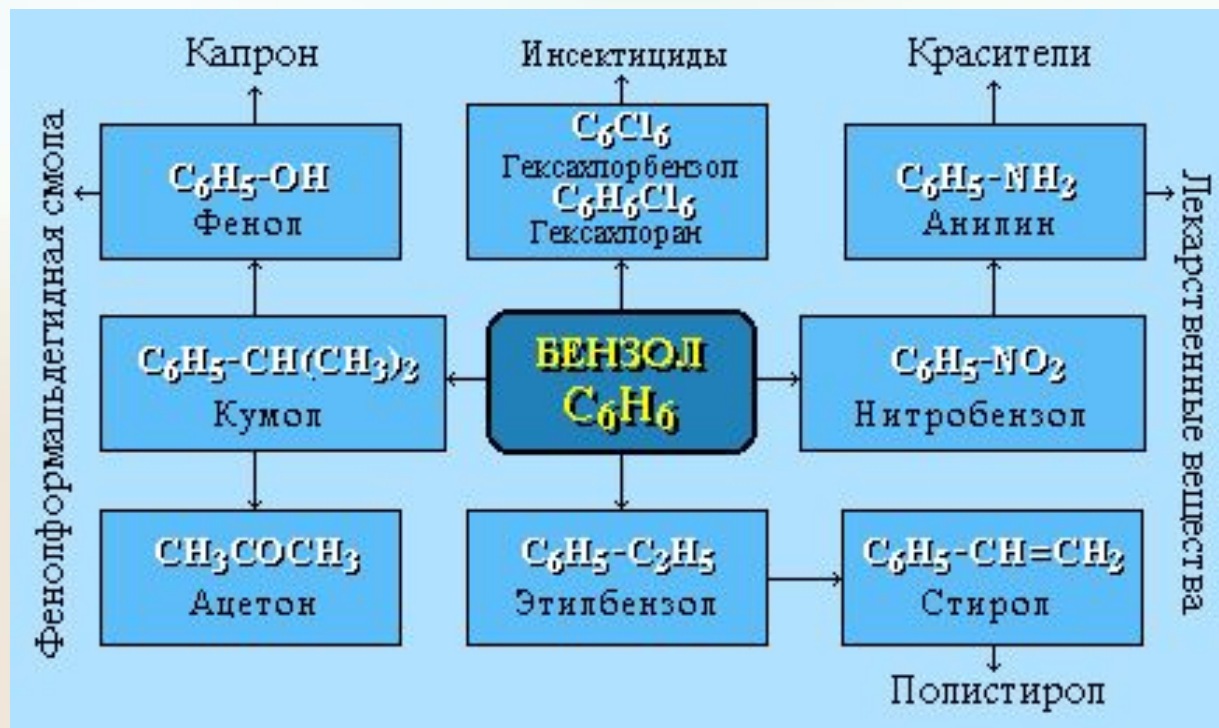 Капрон
Инсектициды
Красители
Фенолформальдегидная смола
C₆H₅-OH
Фенол
C₆Cl₆
Гексахлорбензол
C₆H₆Cl₆
Гексахлоран
C₆H₅-NH₂
Анилин
Лекарственные вещества
C₆H₅-CH(CH₃)₂
Кумол
БЕНЗОЛ
C₆H₆
C₆H₅-NO₂
Нитробензол
CH₃COCH₃
Ацетон
C₆H₅-C₂H₅
Этилбензол
C₆H₅-CH=CH₂
Стирол
Полистирол